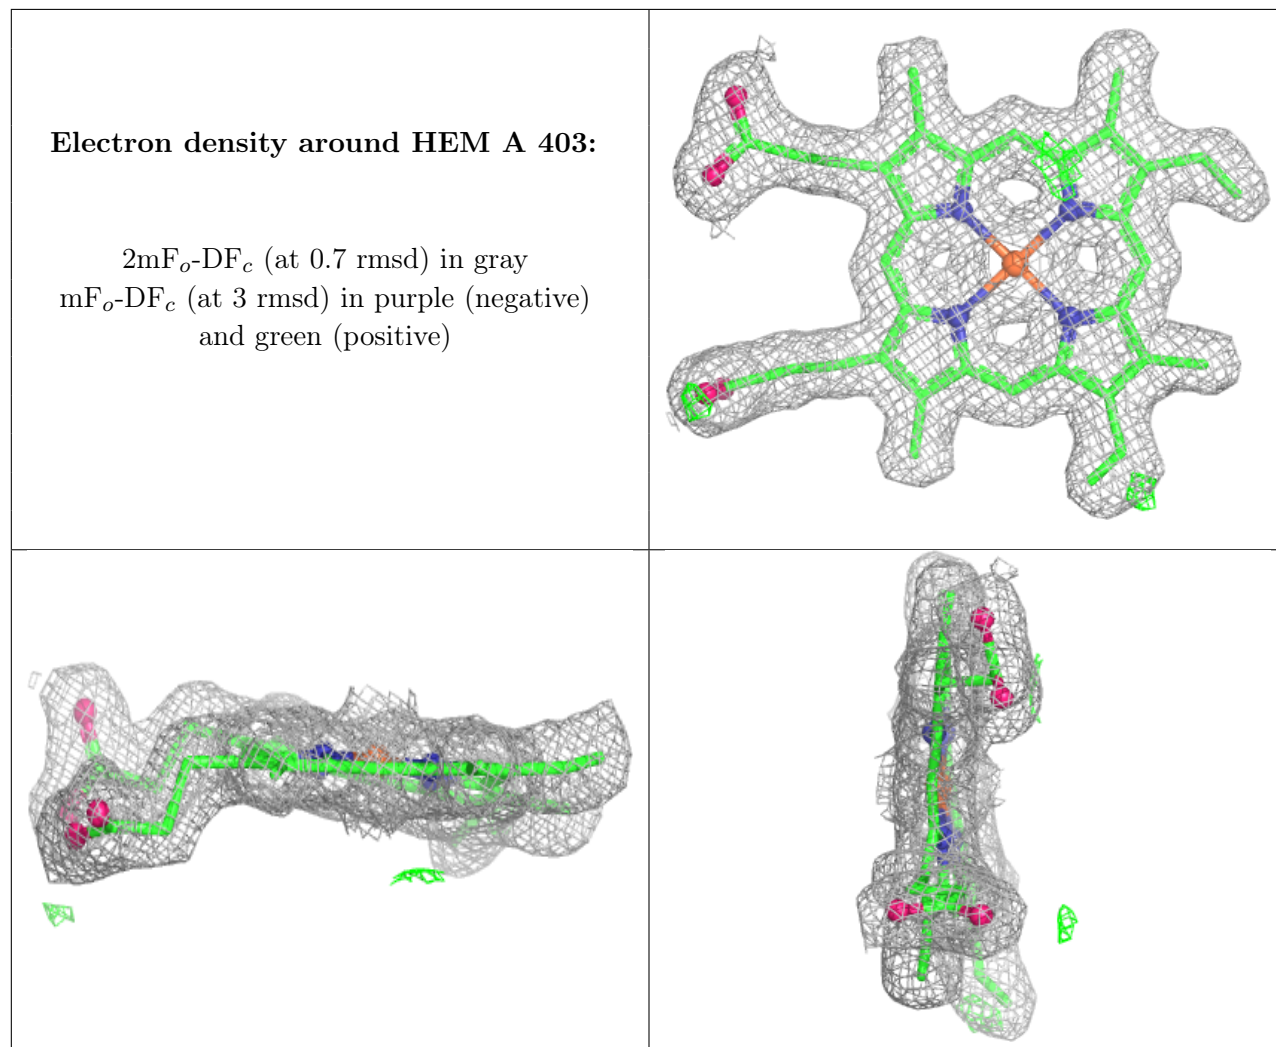 Electron density around HEM A 403:
2mFo-DFc (at 0.7 rmsd) in gray
mFo-DFc (at 3 rmsd) in purple (negative)
and green (positive)